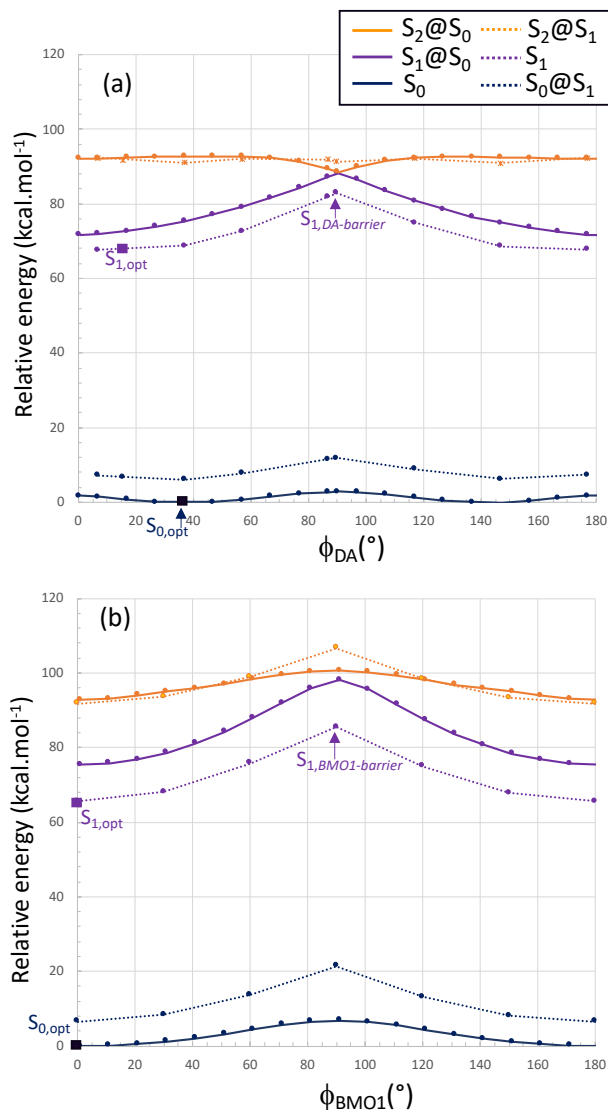 S₂@S₀ S₂@S₁
S₁@S₀ S₁
S₀ S₀@S₁
(a)
Relative energy (kcal.mol⁻¹)
120
100
80
60
40
20
0
S₁,DA-barrier
S₁,opt
0 20 40 60 80 100 120 140 160 180
S₀,opt
ϕDA(°)
(b)
Relative energy (kcal.mol⁻¹)
120
100
80
60
40
20
0
S₁,BMO1-barrier
S₁,opt
S₀,opt
0 20 40 60 80 100 120 140 160 180
ϕBMO1(°)